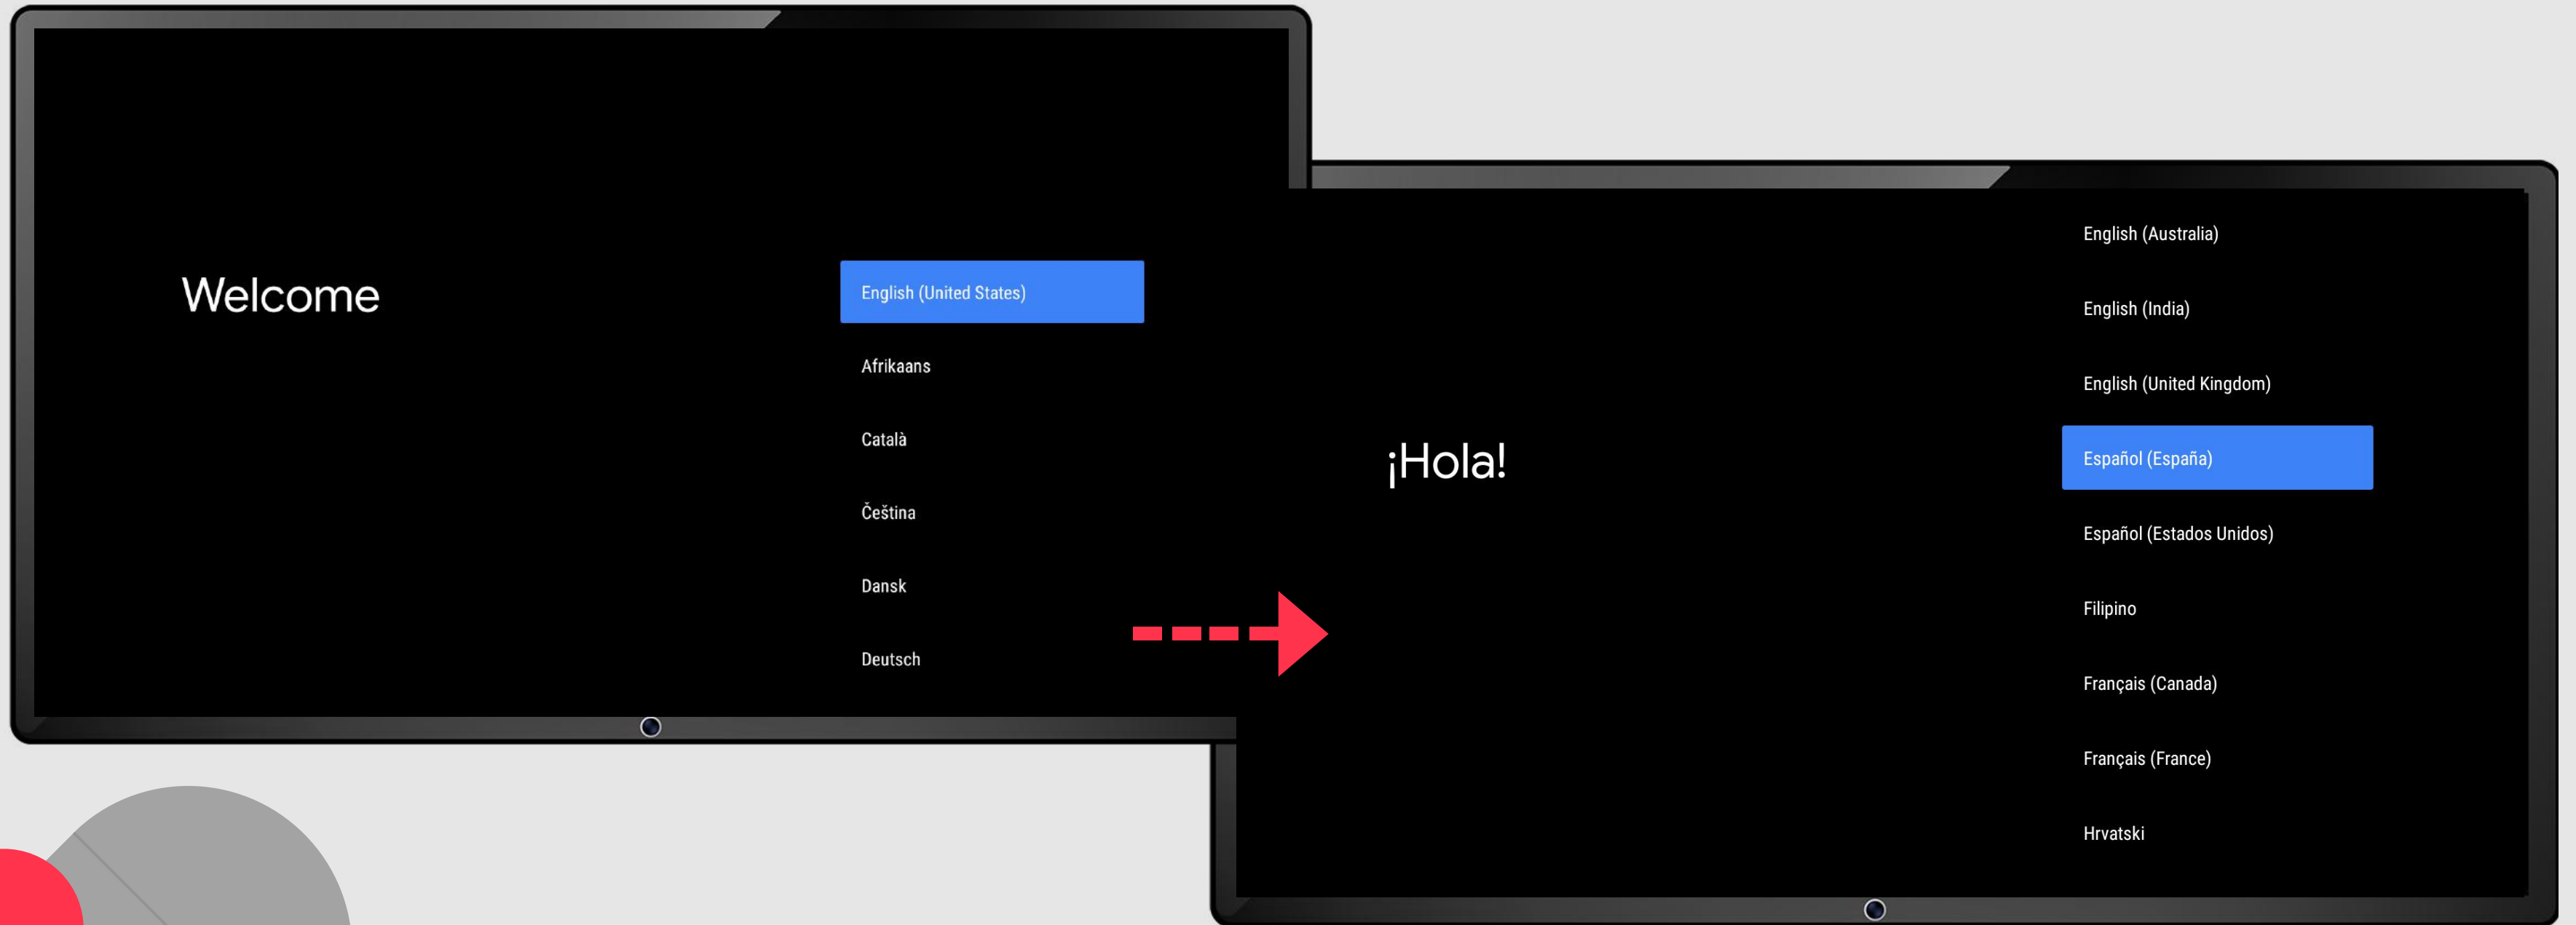 Welcome
English (United States)
Afrikaans
Català
Čeština
Dansk
Deutsch
¡Hola!
English (Australia)
English (India)
English (United Kingdom)
Español (España)
Español (Estados Unidos)
Filipino
Français (Canada)
Français (France)
Hrvatski